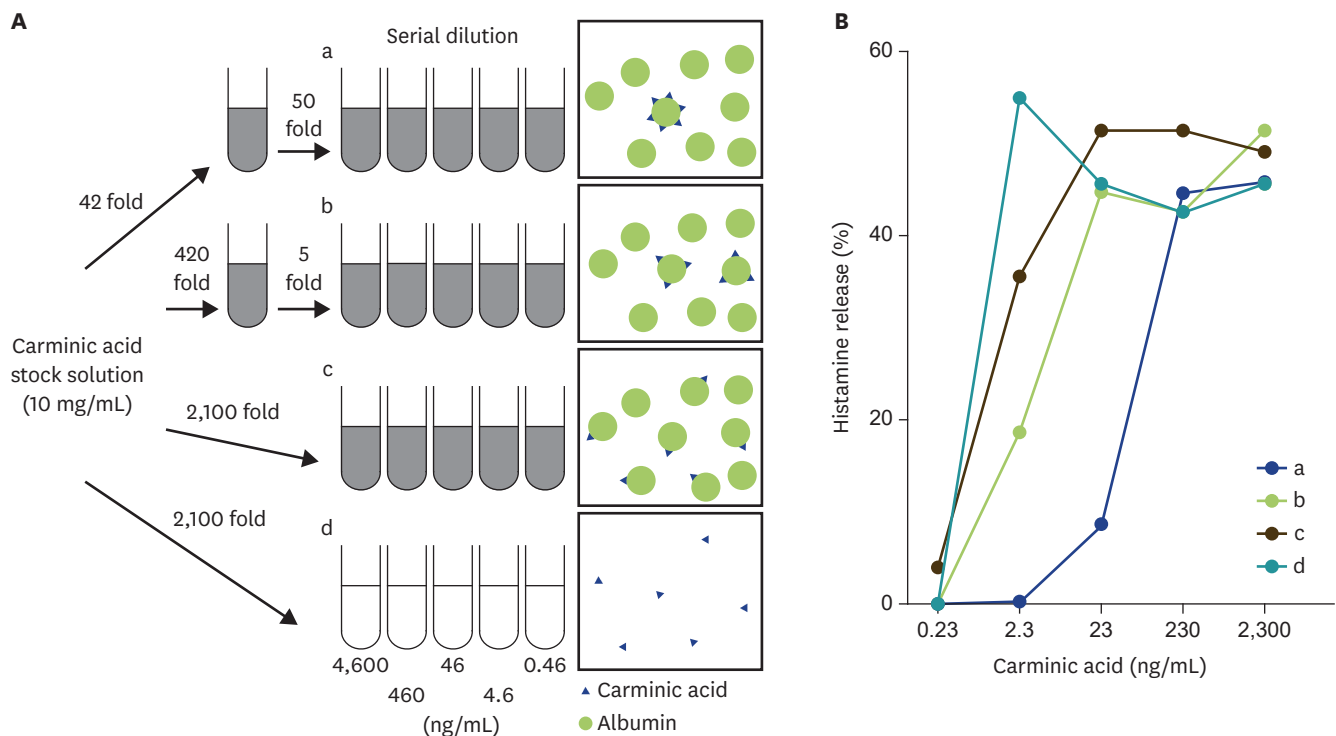 A
Serial dilution
a
50
fold
42 fold
b
420
fold
5
fold
Carminic acid
stock solution
(10 mg/mL)
c
2,100 fold
2,100 fold
d
4,600
46
0.46
460
4.6
(ng/mL)
Carminic acid
Albumin
B
60
40
20
0
Histamine release (%)
0.23
2.3
23
230
2,300
Carminic acid (ng/mL)
a
b
c
d